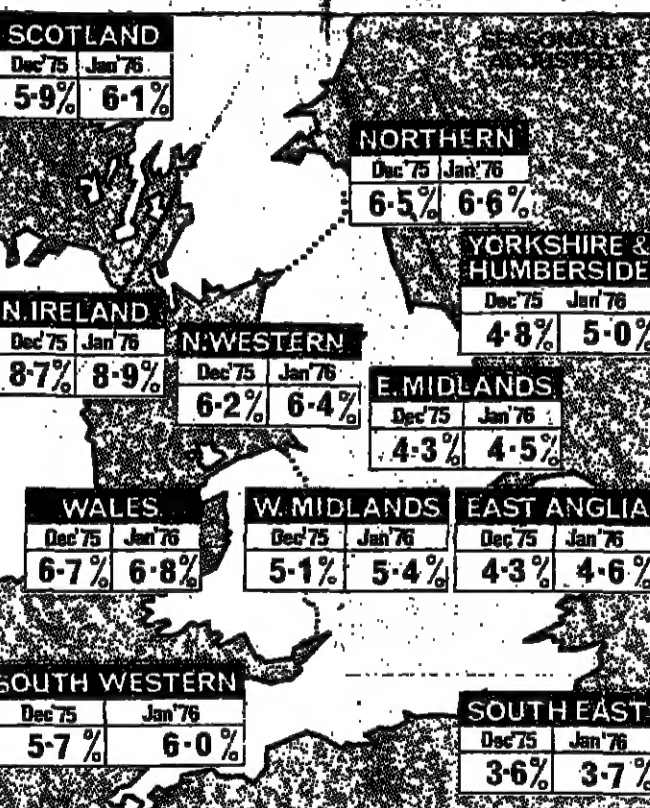 SCOTLAND
Dec'75 Jan'76
5·9% 6·1%
SEASONALLY
ADJUSTED
NORTHERN
Dec'75 Jan'76
6·5% 6·6%
YORKSHIRE &
HUMBERSIDE
Dec'75 Jan'76
4·8% 5·0%
N.IRELAND
Dec'75 Jan'76
8·7% 8·9%
N.WESTERN
Dec'75 Jan'76
6·2% 6·4%
E.MIDLANDS
Dec'75 Jan'76
4·3% 4·5%
WALES
Dec'75 Jan'76
6·7% 6·8%
W. MIDLANDS
Dec'75 Jan'76
5·1% 5·4%
EAST ANGLIA
Dec'75 Jan'76
4·3% 4·6%
SOUTH WESTERN
Dec'75 Jan'76
5·7% 6·0%
SOUTH EAST
Dec'75 Jan'76
3·6% 3·7%